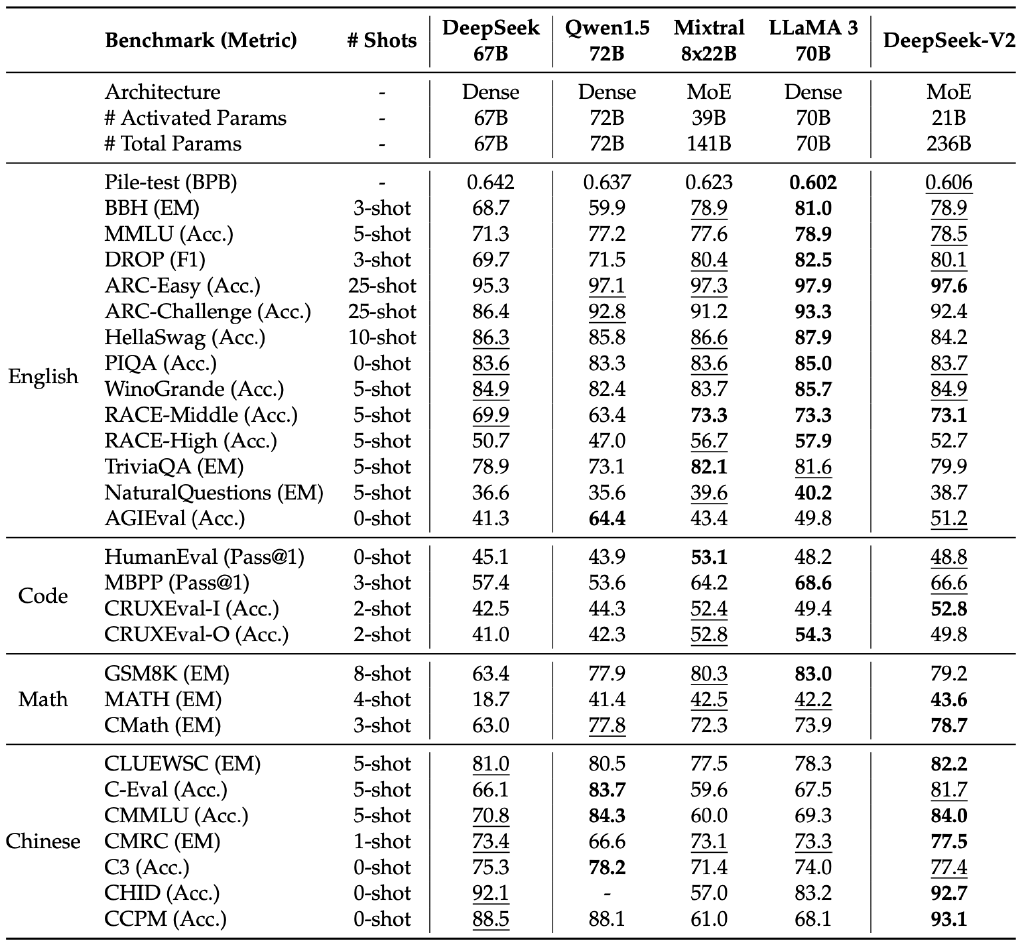 Benchmark (Metric) # Shots DeepSeek 67B Qwen1.5 72B Mixtral 8x22B LLaMA 3 70B DeepSeek-V2
Architecture - Dense Dense MoE Dense MoE
# Activated Params - 67B 72B 39B 70B 21B
# Total Params - 67B 72B 141B 70B 236B
English
Pile-test (BPB) - 0.642 0.637 0.623 0.602 0.606
BBH (EM) 3-shot 68.7 59.9 78.9 81.0 78.9
MMLU (Acc.) 5-shot 71.3 77.2 77.6 78.9 78.5
DROP (F1) 3-shot 69.7 71.5 80.4 82.5 80.1
ARC-Easy (Acc.) 25-shot 95.3 97.1 97.3 97.9 97.6
ARC-Challenge (Acc.) 25-shot 86.4 92.8 91.2 93.3 92.4
HellaSwag (Acc.) 10-shot 86.3 85.8 86.6 87.9 84.2
PIQA (Acc.) 0-shot 83.6 83.3 83.6 85.0 83.7
WinoGrande (Acc.) 5-shot 84.9 82.4 83.7 85.7 84.9
RACE-Middle (Acc.) 5-shot 69.9 63.4 73.3 73.3 73.1
RACE-High (Acc.) 5-shot 50.7 47.0 56.7 57.9 52.7
TriviaQA (EM) 5-shot 78.9 73.1 82.1 81.6 79.9
NaturalQuestions (EM) 5-shot 36.6 35.6 39.6 40.2 38.7
AGIEval (Acc.) 0-shot 41.3 64.4 43.4 49.8 51.2
Code
HumanEval (Pass@1) 0-shot 45.1 43.9 53.1 48.2 48.8
MBPP (Pass@1) 3-shot 57.4 53.6 64.2 68.6 66.6
CRUXEval-I (Acc.) 2-shot 42.5 44.3 52.4 49.4 52.8
CRUXEval-O (Acc.) 2-shot 41.0 42.3 52.8 54.3 49.8
Math
GSM8K (EM) 8-shot 63.4 77.9 80.3 83.0 79.2
MATH (EM) 4-shot 18.7 41.4 42.5 42.2 43.6
CMath (EM) 3-shot 63.0 77.8 72.3 73.9 78.7
Chinese
CLUEWSC (EM) 5-shot 81.0 80.5 77.5 78.3 82.2
C-Eval (Acc.) 5-shot 66.1 83.7 59.6 67.5 81.7
CMMLU (Acc.) 5-shot 70.8 84.3 60.0 69.3 84.0
CMRC (EM) 1-shot 73.4 66.6 73.1 73.3 77.5
C3 (Acc.) 0-shot 75.3 78.2 71.4 74.0 77.4
CHID (Acc.) 0-shot 92.1 - 57.0 83.2 92.7
CCPM (Acc.) 0-shot 88.5 88.1 61.0 68.1 93.1